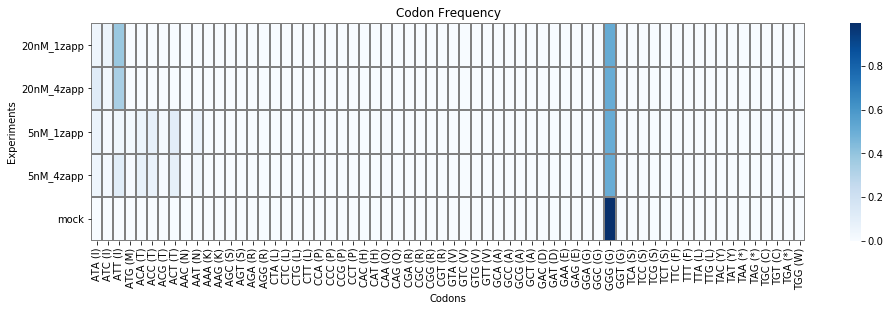 Codon Frequency
20nM_1zapp
20nM_4zapp
5nM_1zapp
5nM_4zapp
mock
Experiments
ATA (I)
ATC (I)
ATT (I)
ATG (M)
ACA (T)
ACC (T)
ACG (T)
ACT (T)
AAC (N)
AAT (N)
AAA (K)
AAG (K)
AGC (S)
AGT (S)
AGA (R)
AGG (R)
CTA (L)
CTC (L)
CTG (L)
CTT (L)
CCA (P)
CCC (P)
CCG (P)
CCT (P)
CAC (H)
CAT (H)
CAA (Q)
CAG (Q)
CGA (R)
CGC (R)
CGG (R)
CGT (R)
GTA (V)
GTC (V)
GTG (V)
GTT (V)
GCA (A)
GCC (A)
GCG (A)
GCT (A)
GAC (D)
GAT (D)
GAA (E)
GAG (E)
GGA (G)
GGC (G)
GGG (G)
GGT (G)
TCA (S)
TCC (S)
TCG (S)
TCT (S)
TTC (F)
TTT (F)
TTA (L)
TTG (L)
TAC (Y)
TAT (Y)
TAA (*)
TAG (*)
TGC (C)
TGT (C)
TGA (*)
TGG (W)
Codons
0.8
0.6
0.4
0.2
0.0